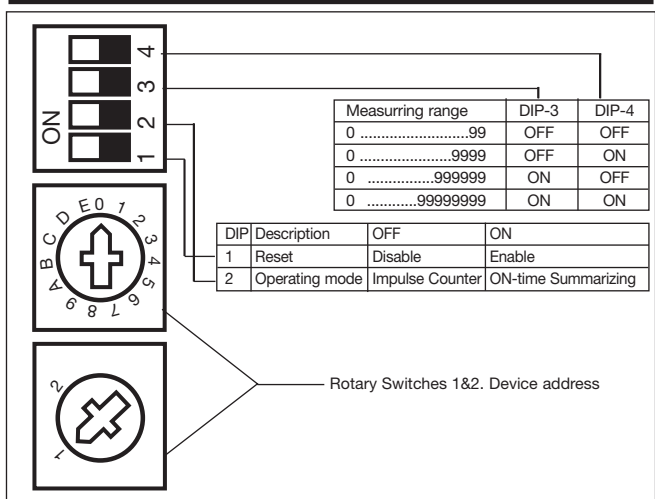 ON
4
3
2
1
Measurring range DIP-3 DIP-4
0 ..........................99 OFF OFF
0 ......................9999 OFF ON
0 ................999999 ON OFF
0 ............99999999 ON ON
DIP Description OFF ON
1 Reset Disable Enable
2 Operating mode Impulse Counter ON-time Summarizing
0 1 2 3 4 5 6 7 8 9 A B C D E
Rotary Switches 1&2. Device address
2
1